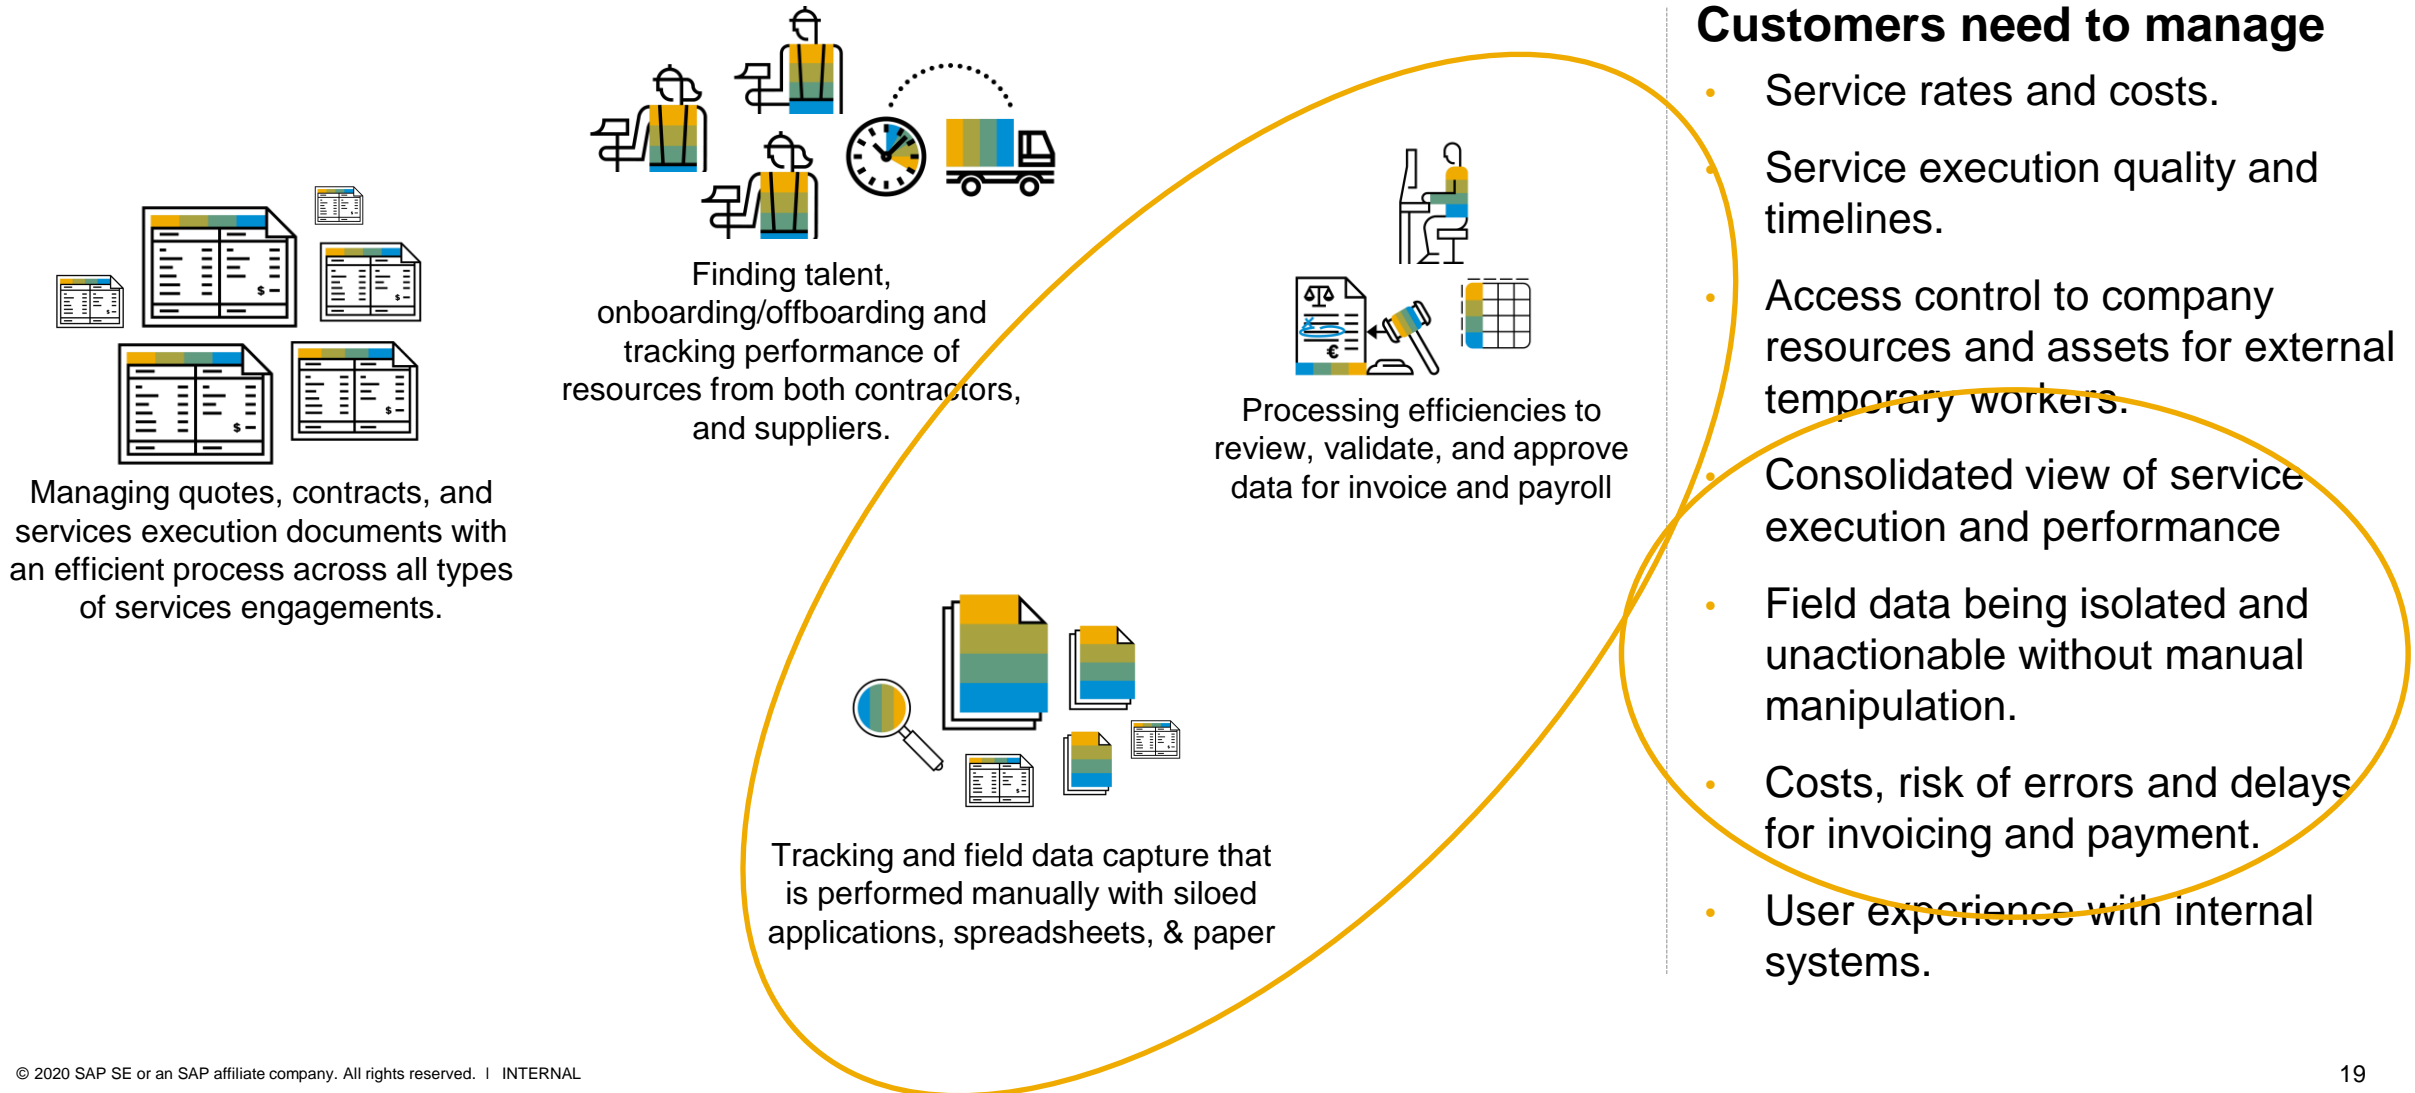 Managing quotes, contracts, and
services execution documents with
an efficient process across all types
of services engagements.
Finding talent,
onboarding/offboarding and
tracking performance of
resources from both contractors,
and suppliers.
Processing efficiencies to
review, validate, and approve
data for invoice and payroll
Tracking and field data capture that
is performed manually with siloed
applications, spreadsheets, & paper
Customers need to manage
• Service rates and costs.
• Service execution quality and
timelines.
• Access control to company
resources and assets for external
temporary workers.
• Consolidated view of service
execution and performance
• Field data being isolated and
unactionable without manual
manipulation.
• Costs, risk of errors and delays
for invoicing and payment.
• User experience with internal
systems.
© 2020 SAP SE or an SAP affiliate company. All rights reserved. ǀ INTERNAL
19